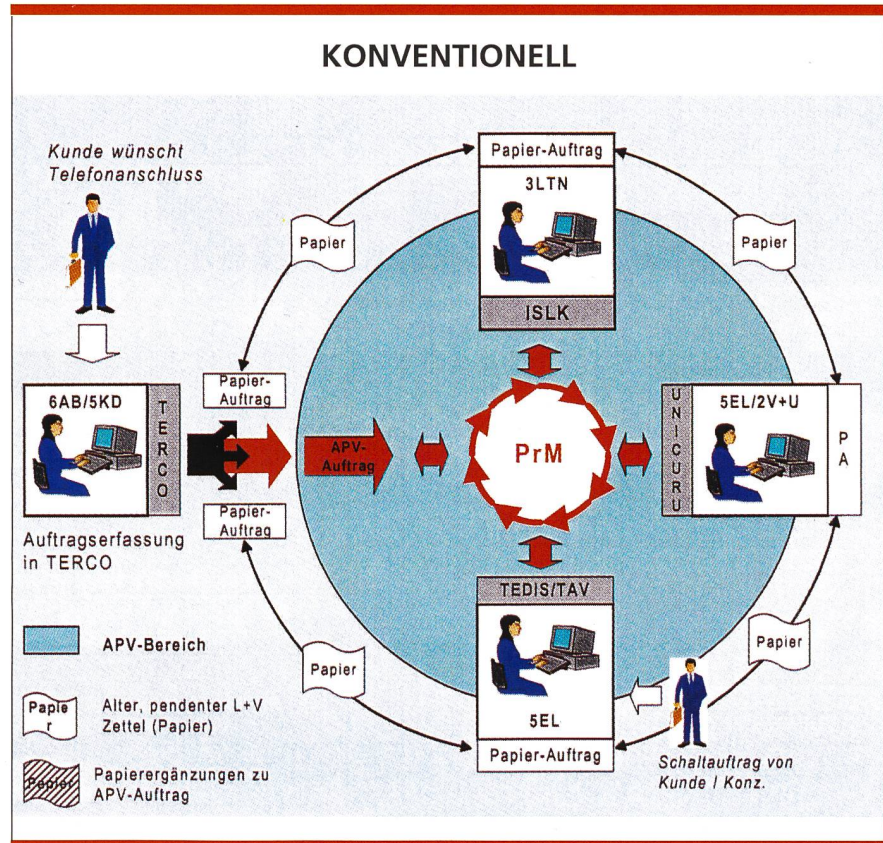 KONVENTIONELL
Kunde wünscht
Telefonanschluss
Papier-Auftrag
3LTN
ISLK
Papier
Papier
6AB/5KD
TERCO
Auftragserfassung
in TERCO
Papier-
Auftrag
Papier-
Auftrag
APV-
Auftrag
PrM
UNICURU
5EL/2V+U
PA
TEDIS/TAV
5EL
Papier-Auftrag
Papier
Papier
Schaltauftrag von
Kunde / Konz.
APV-Bereich
Papie
r
Alter, pendenter L+V
Zettel (Papier)
Papier
Papierergänzungen zu
APV-Auftrag